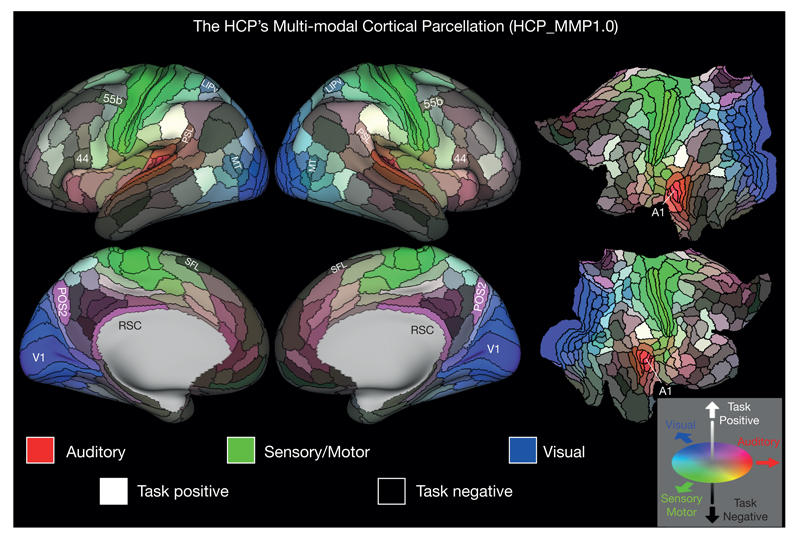 The HCP's Multi-modal Cortical Parcellation (HCP_MMP1.0)
55b
LIPv
44
PSL
MT
LIPv
55b
MT
PSL
44
A1
SFL
POS2
RSC
V1
SFL
POS2
RSC
V1
A1
Auditory
Sensory/Motor
Visual
Task positive
Task negative
Task
Positive
Visual
Auditory
Sensory
Motor
Task
Negative